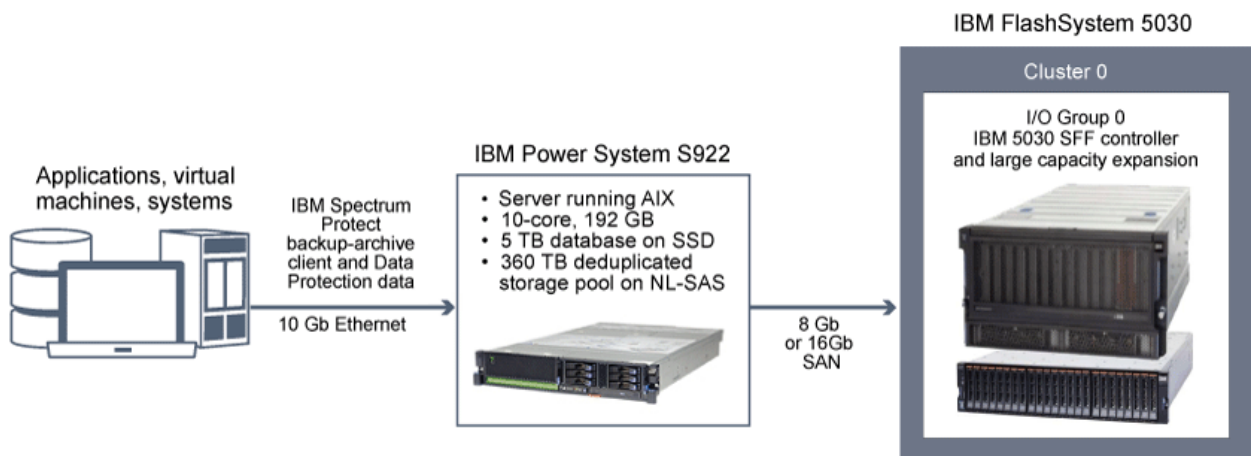 Applications, virtual
machines, systems
IBM Spectrum
Protect
backup-archive
client and Data
Protection data
10 Gb Ethernet
IBM Power System S922
• Server running AIX
• 10-core, 192 GB
• 5 TB database on SSD
• 360 TB deduplicated
storage pool on NL-SAS
8 Gb
or 16Gb
SAN
IBM FlashSystem 5030
Cluster 0
I/O Group 0
IBM 5030 SFF controller
and large capacity expansion